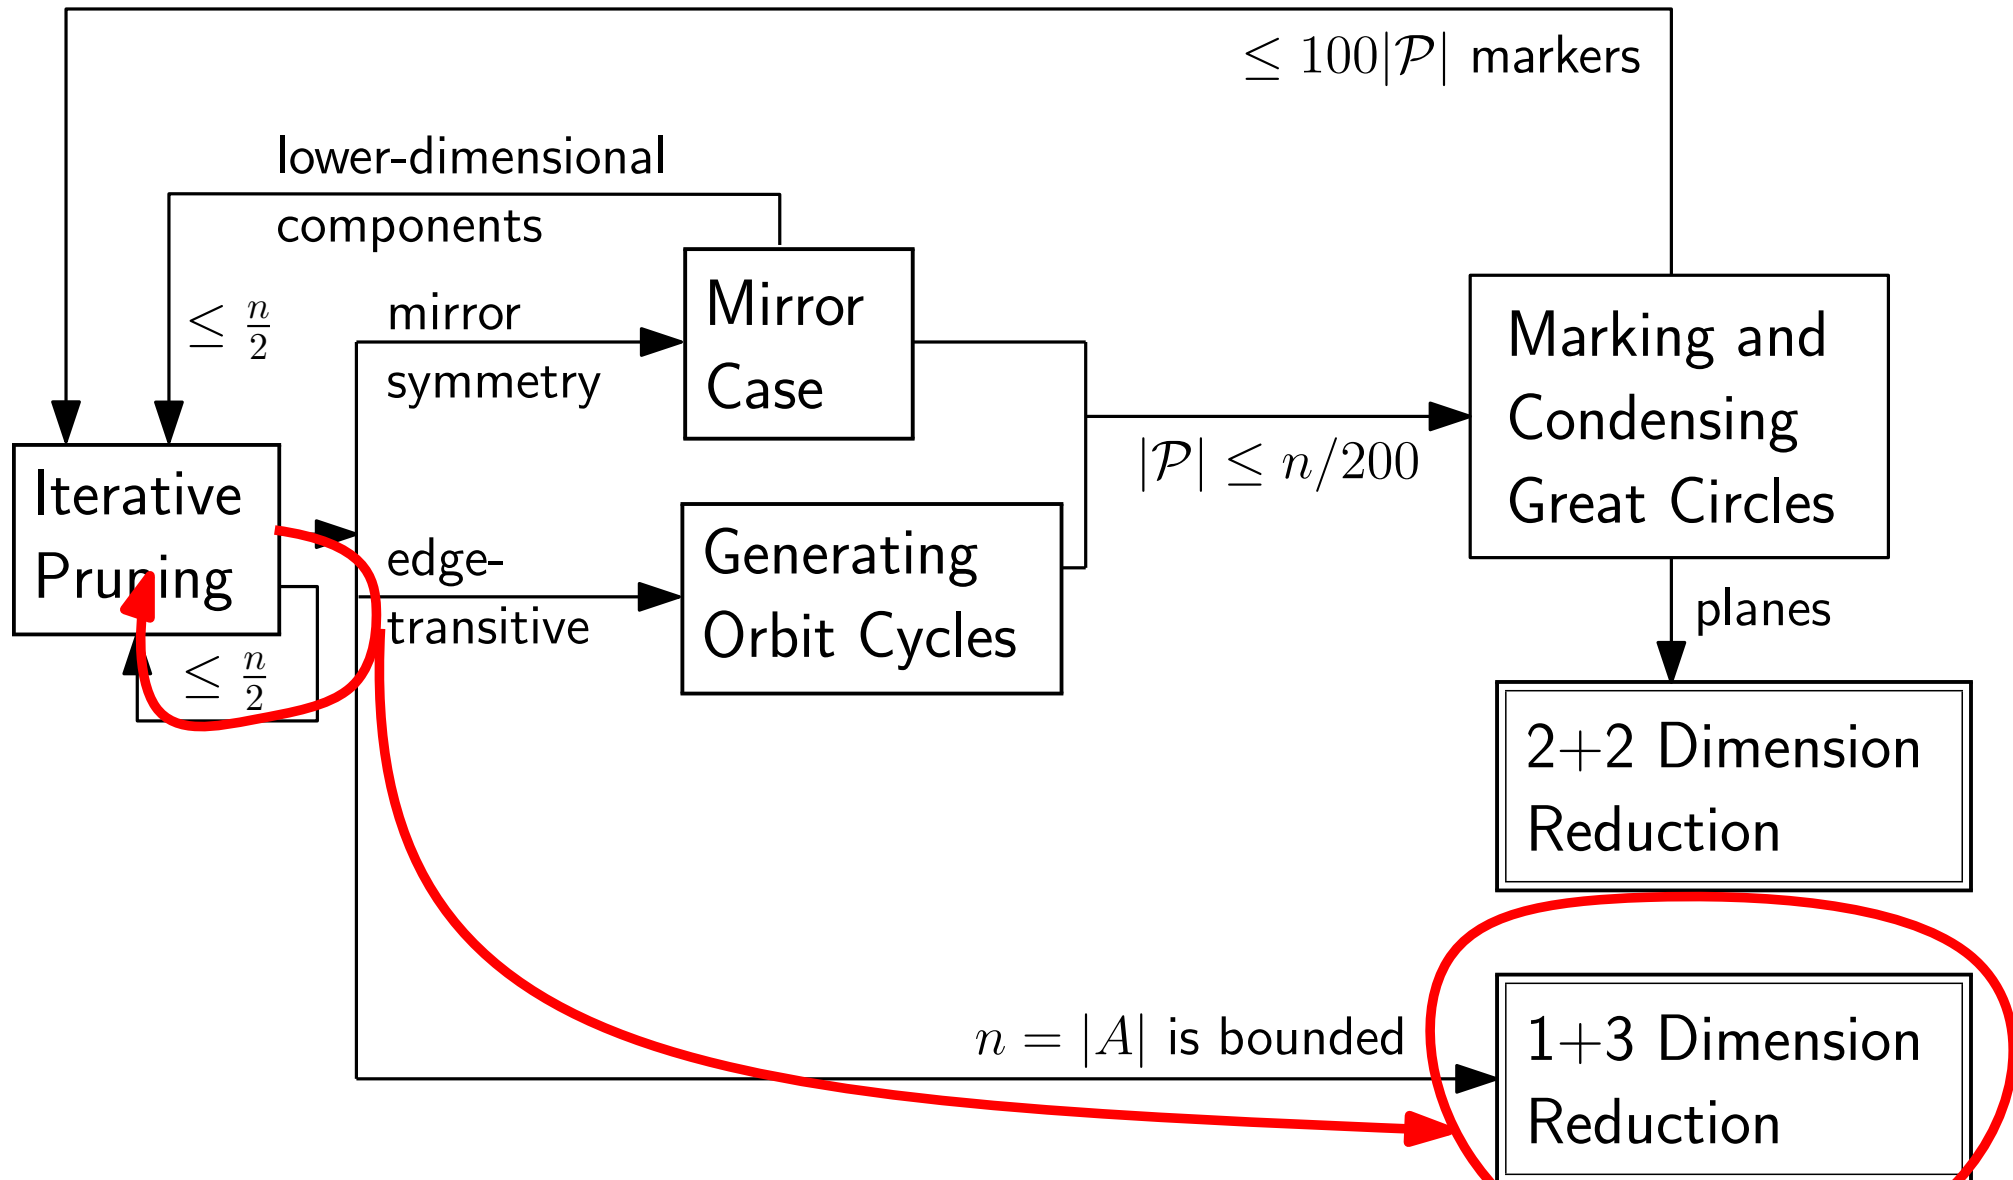 ≤ 100|𝒫| markers
lower-dimensional
components
≤ n/2
mirror
symmetry
Mirror
Case
Marking and
Condensing
Great Circles
|𝒫| ≤ n/200
Iterative
Pruning
≤ n/2
edge-
transitive
Generating
Orbit Cycles
planes
2+2 Dimension
Reduction
n = |A| is bounded
1+3 Dimension
Reduction